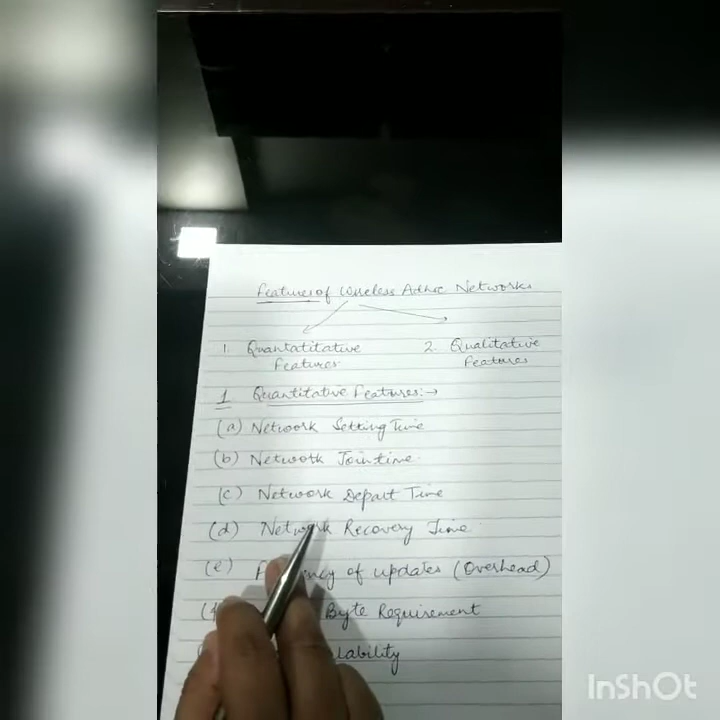 Features of Wireless Adhoc Networks
1. Quantatitative Features
2. Qualitative Features
1 Quantitative Features:→
(a) Network Setting Time
(b) Network Join time
(c) Network Depart Time
(d) Network Recovery Time
(e) of updates (Overhead)
Byte Requirement
InShOt